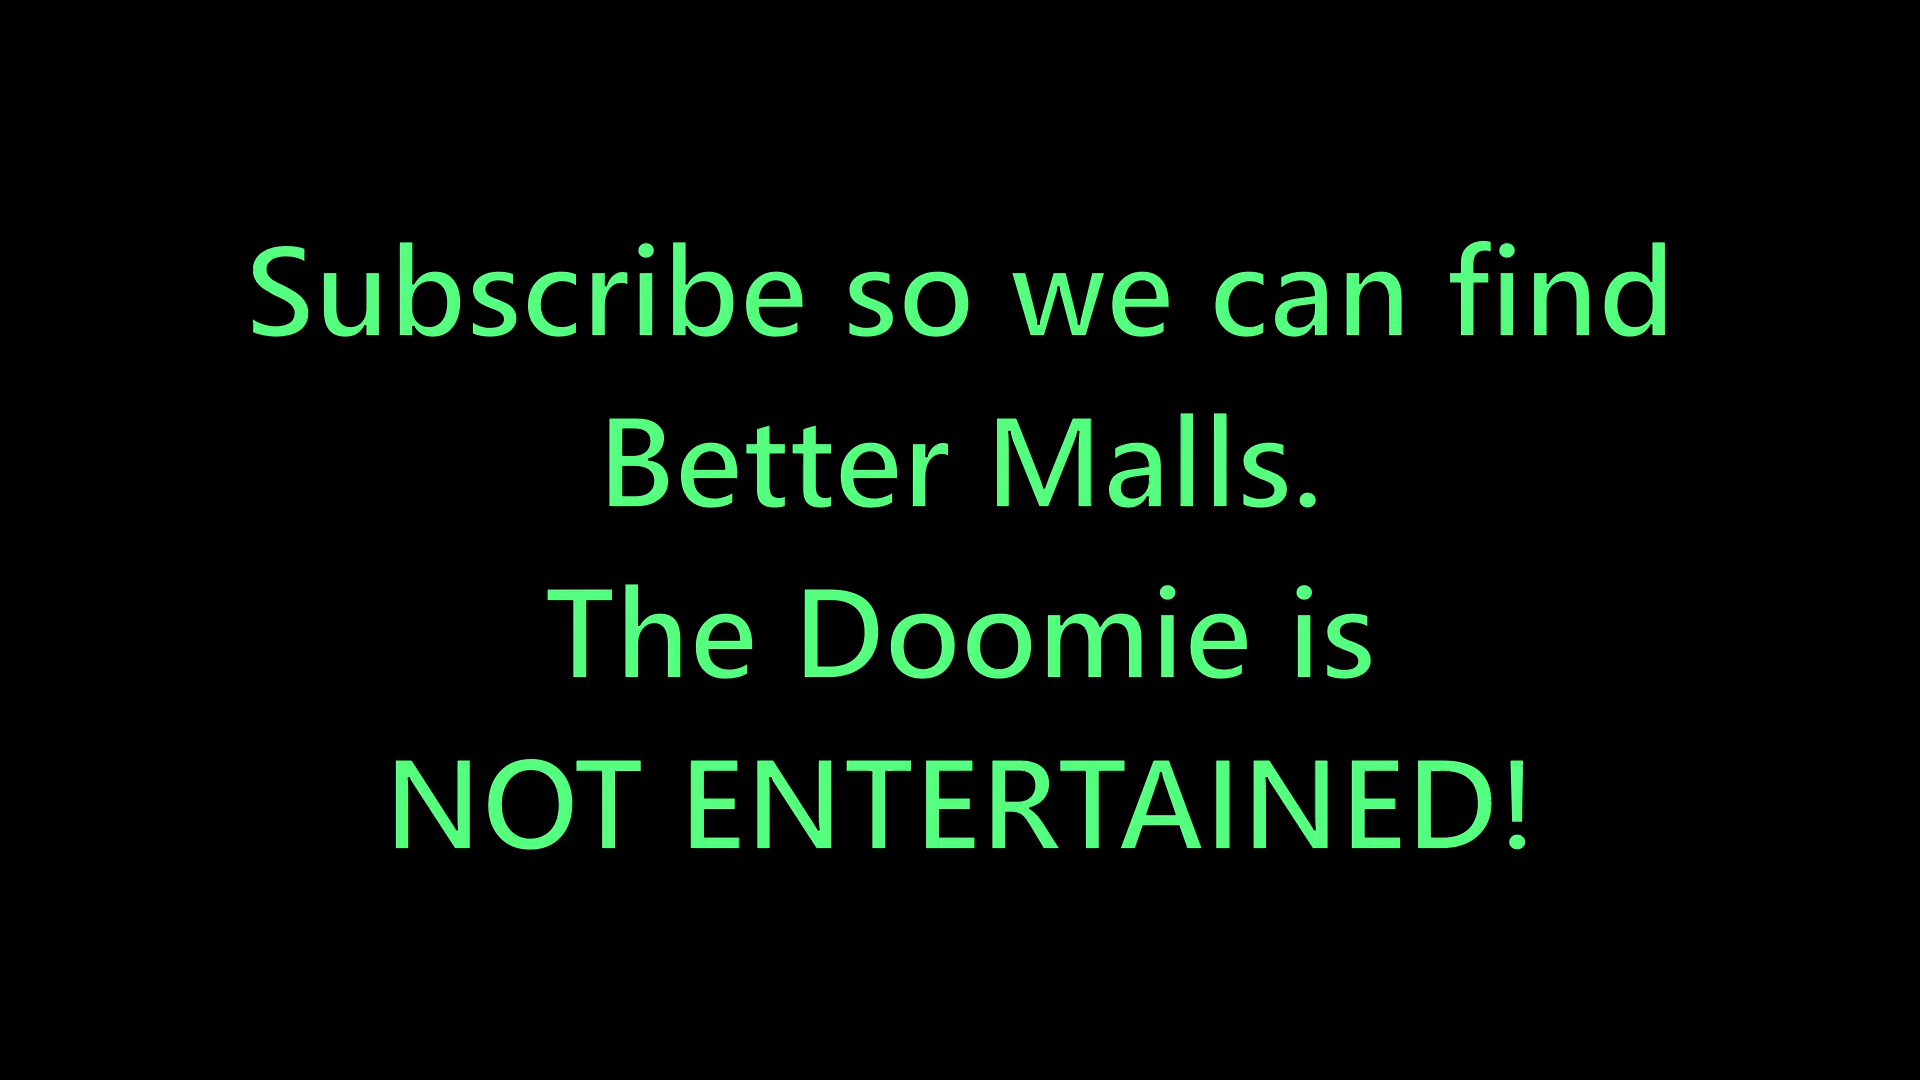 Subscribe so we can find
Better Malls.
The Doomie is
NOT ENTERTAINED!